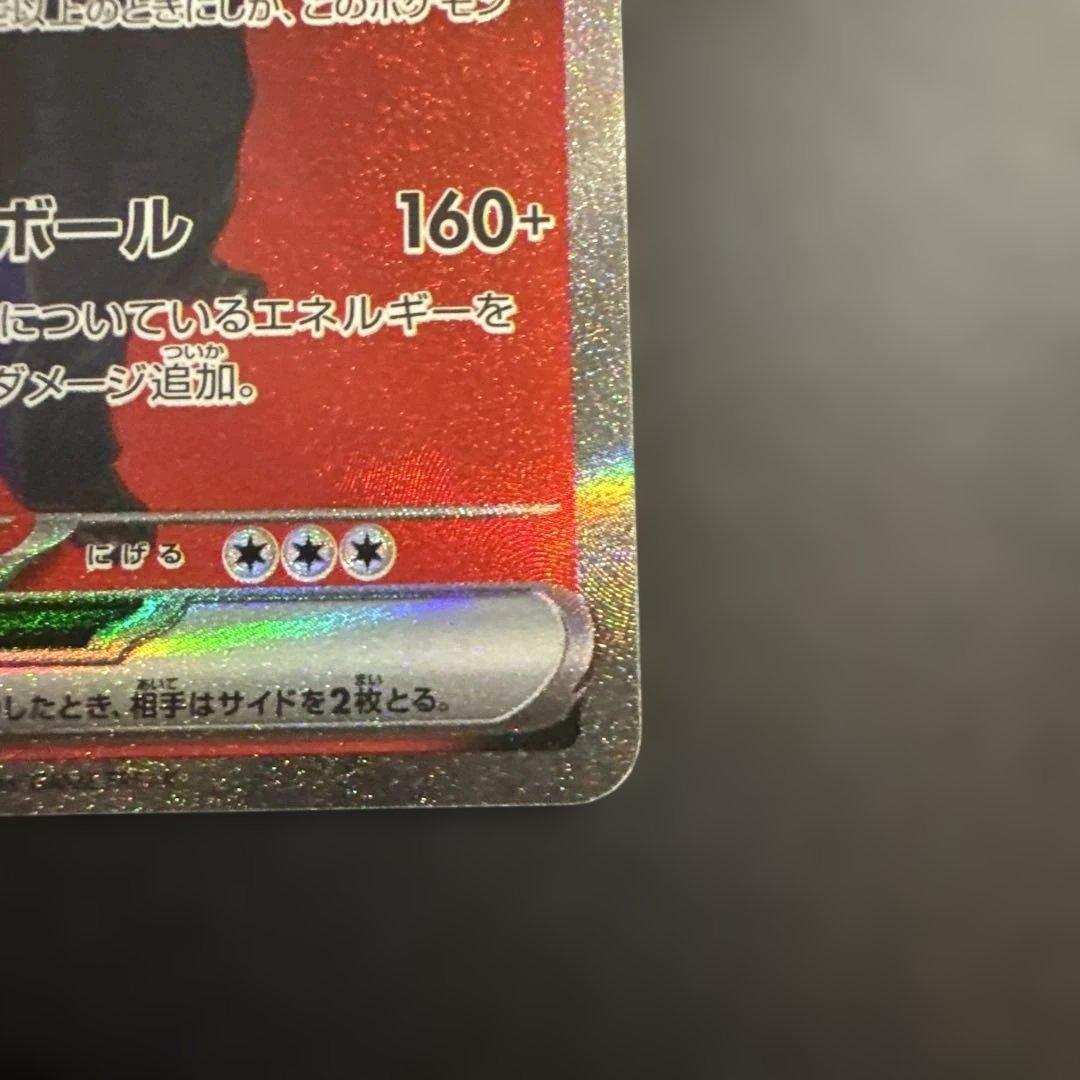 以上のときにしか、このポケモン
ボール 160+
についているエネルギーを
ついか
ダメージ追加。
にげる
あいて まい
したとき、相手はサイドを2枚とる。